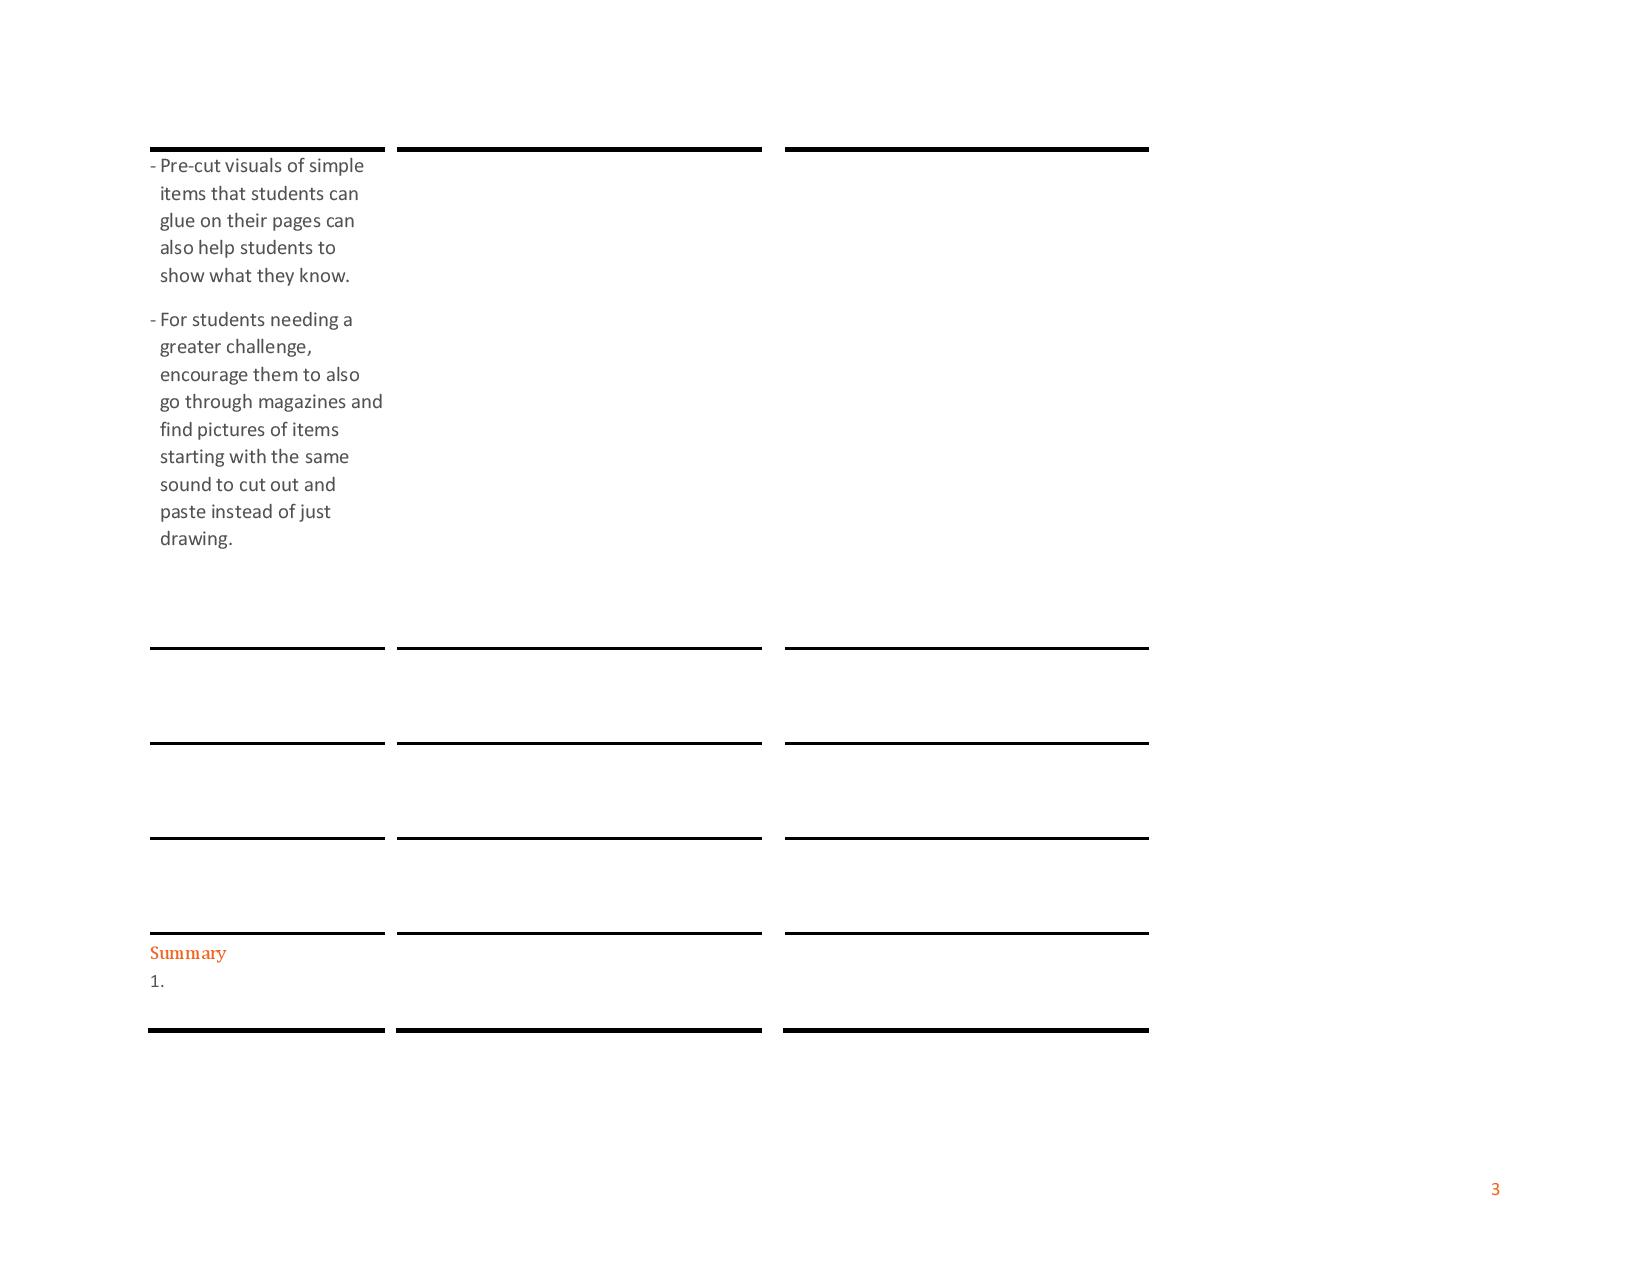 - Pre-cut visuals of simple
items that students can
glue on their pages can
also help students to
show what they know.
- For students needing a
greater challenge,
encourage them to also
go through magazines and
find pictures of items
starting with the same
sound to cut out and
paste instead of just
drawing.
Summary
1.
3